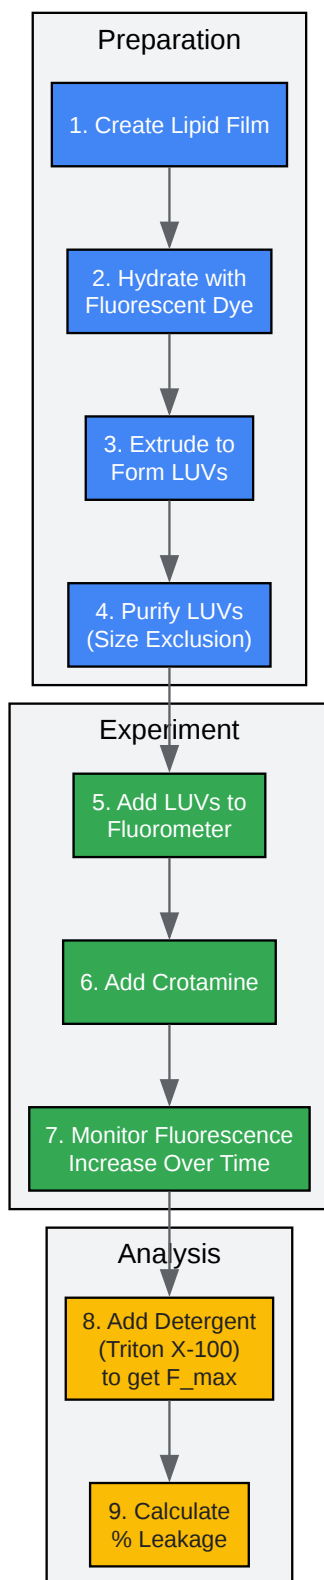 Preparation
1. Create Lipid Film
2. Hydrate with
Fluorescent Dye
3. Extrude to
Form LUVs
4. Purify LUVs
(Size Exclusion)
Experiment
5. Add LUVs to
Fluorometer
6. Add Crotamine
7. Monitor Fluorescence
Increase Over Time
Analysis
8. Add Detergent
(Triton X-100)
to get F_max
9. Calculate
% Leakage